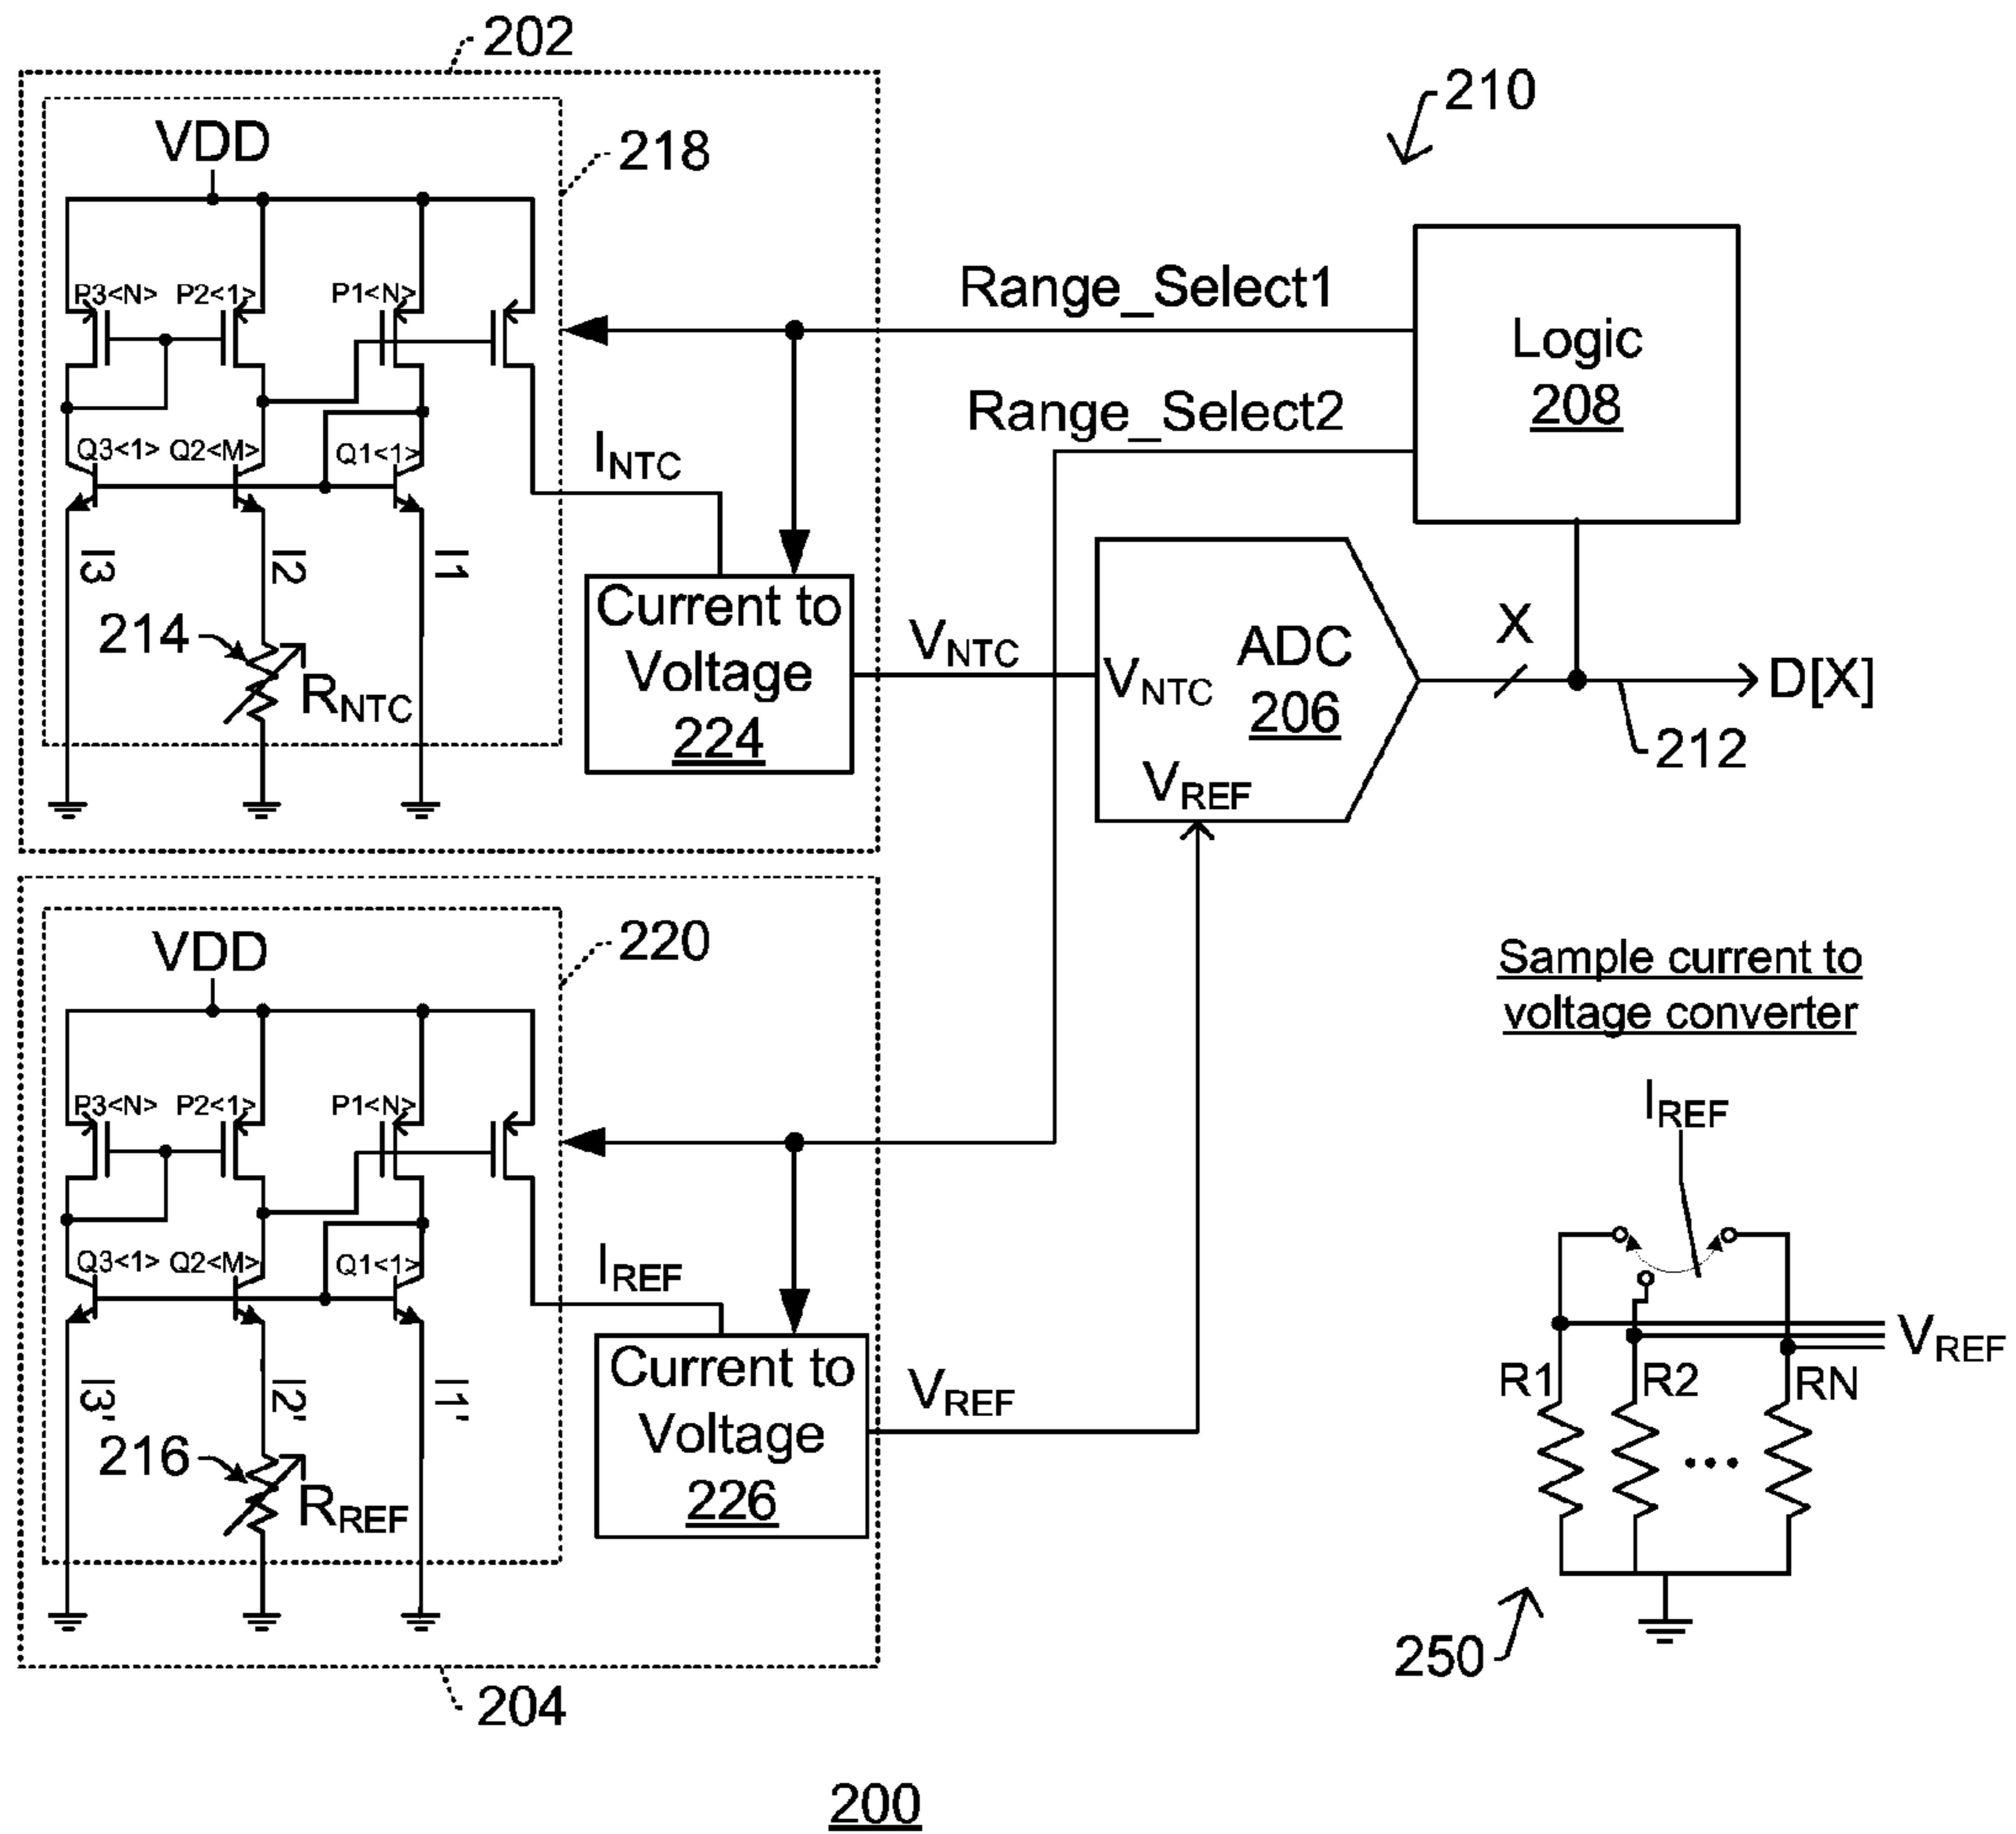 202
210
VDD
218
P3<N>
P2<1>
P1<N>
Range_Select1
Logic
208
Range_Select2
Q3<1>
Q2<M>
Q1<1>
INTC
I3
I2
I1
Current to
Voltage
224
214
RNTC
VNTC
VNTC
ADC
206
VREF
X
D[X]
212
VDD
220
P3<N>
P2<1>
P1<N>
Q3<1>
Q2<M>
Q1<1>
IREF
I3'
I2'
I1'
Current to
Voltage
226
216
RREF
VREF
204
Sample current to
voltage converter
IREF
VREF
R1
R2
RN
...
250
200